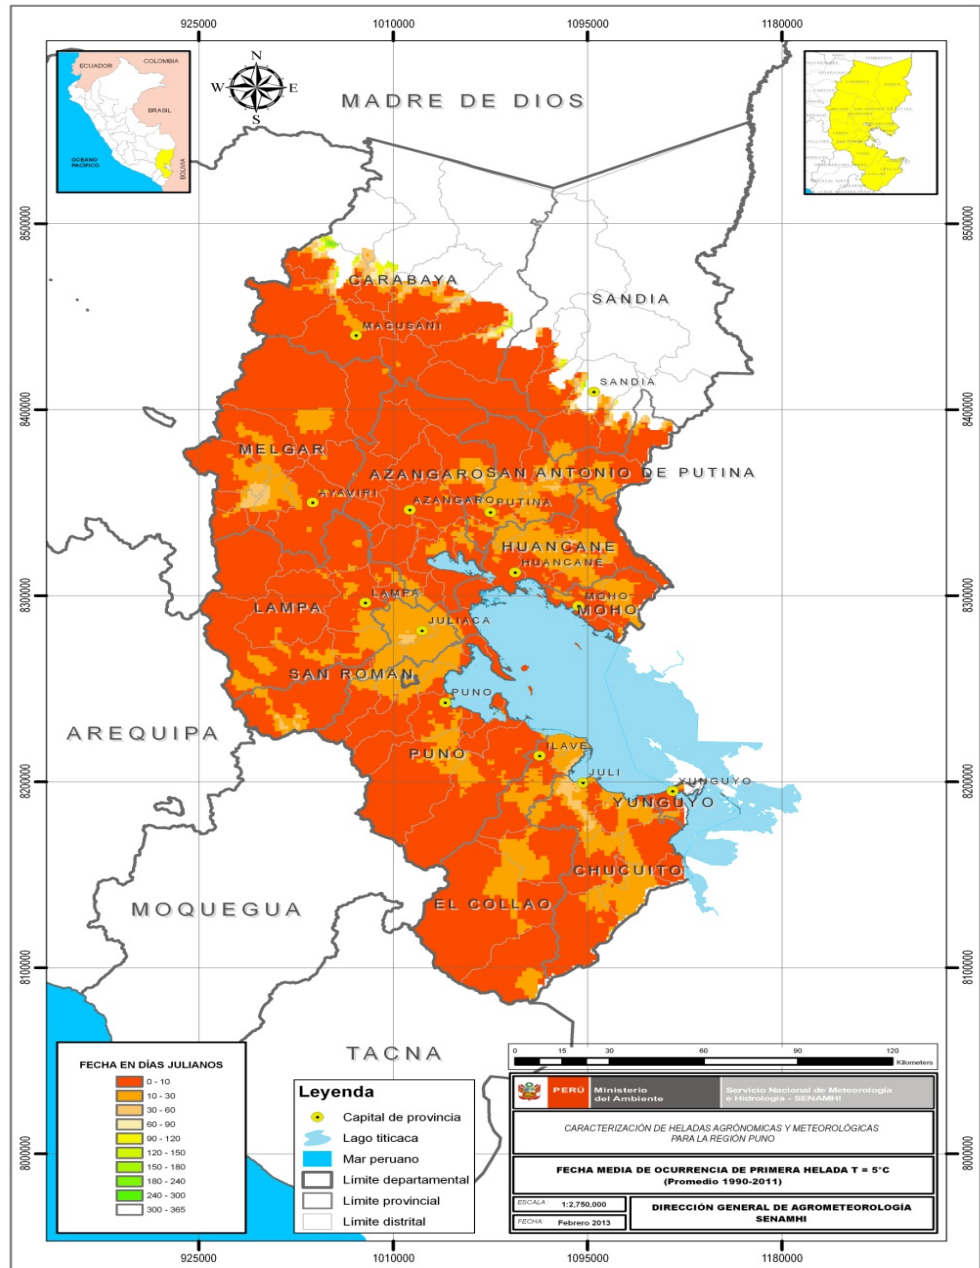 925000
1010000
1095000
1180000
ECUADOR
COLOMBIA
BRASIL
OCEANO
PACÍFICO
BOLIVIA
N
W
E
S
MADRE DE DIOS
8500000
8500000
CARABAYA
SANDIA
MACUSANI
SANDIA
8400000
8400000
MELGAR
AZANGARO
SAN ANTONIO DE PUTINA
AYAVIRI
AZANGARO
PUTINA
HUANCANE
HUANCANE
8300000
8300000
LAMPA
LAMPA
MOHO
MOHO
JULIACA
SAN ROMAN
PUNO
AREQUIPA
PUNO
ILAVE
JULI
YUNGUYO
YUNGUYO
8200000
8200000
CHUCUITO
EL COLLAO
MOQUEGUA
8100000
8100000
TACNA
FECHA EN DÍAS JULIANOS
0 - 10
10 - 30
30 - 60
60 - 90
90 - 120
120 - 150
150 - 180
180 - 240
240 - 300
300 - 365
Leyenda
Capital de provincia
Lago titicaca
Mar peruano
Límite departamental
Límite provincial
Límite distrital
0 15 30 60 90 120
Kilometers
PERÚ
Ministerio
del Ambiente
Servicio Nacional de Meteorología
e Hidrología - SENAMHI
CARACTERIZACIÓN DE HELADAS AGRÓNOMICAS Y METEOROLÓGICAS
PARA LA REGIÓN PUNO
FECHA MEDIA DE OCURRENCIA DE PRIMERA HELADA T = 5°C
(Promedio 1990-2011)
ESCALA: 1:2,750,000
FECHA: Febrero 2013
DIRECCIÓN GENERAL DE AGROMETEOROLOGÍA
SENAMHI
8000000
8000000
925000
1010000
1095000
1180000